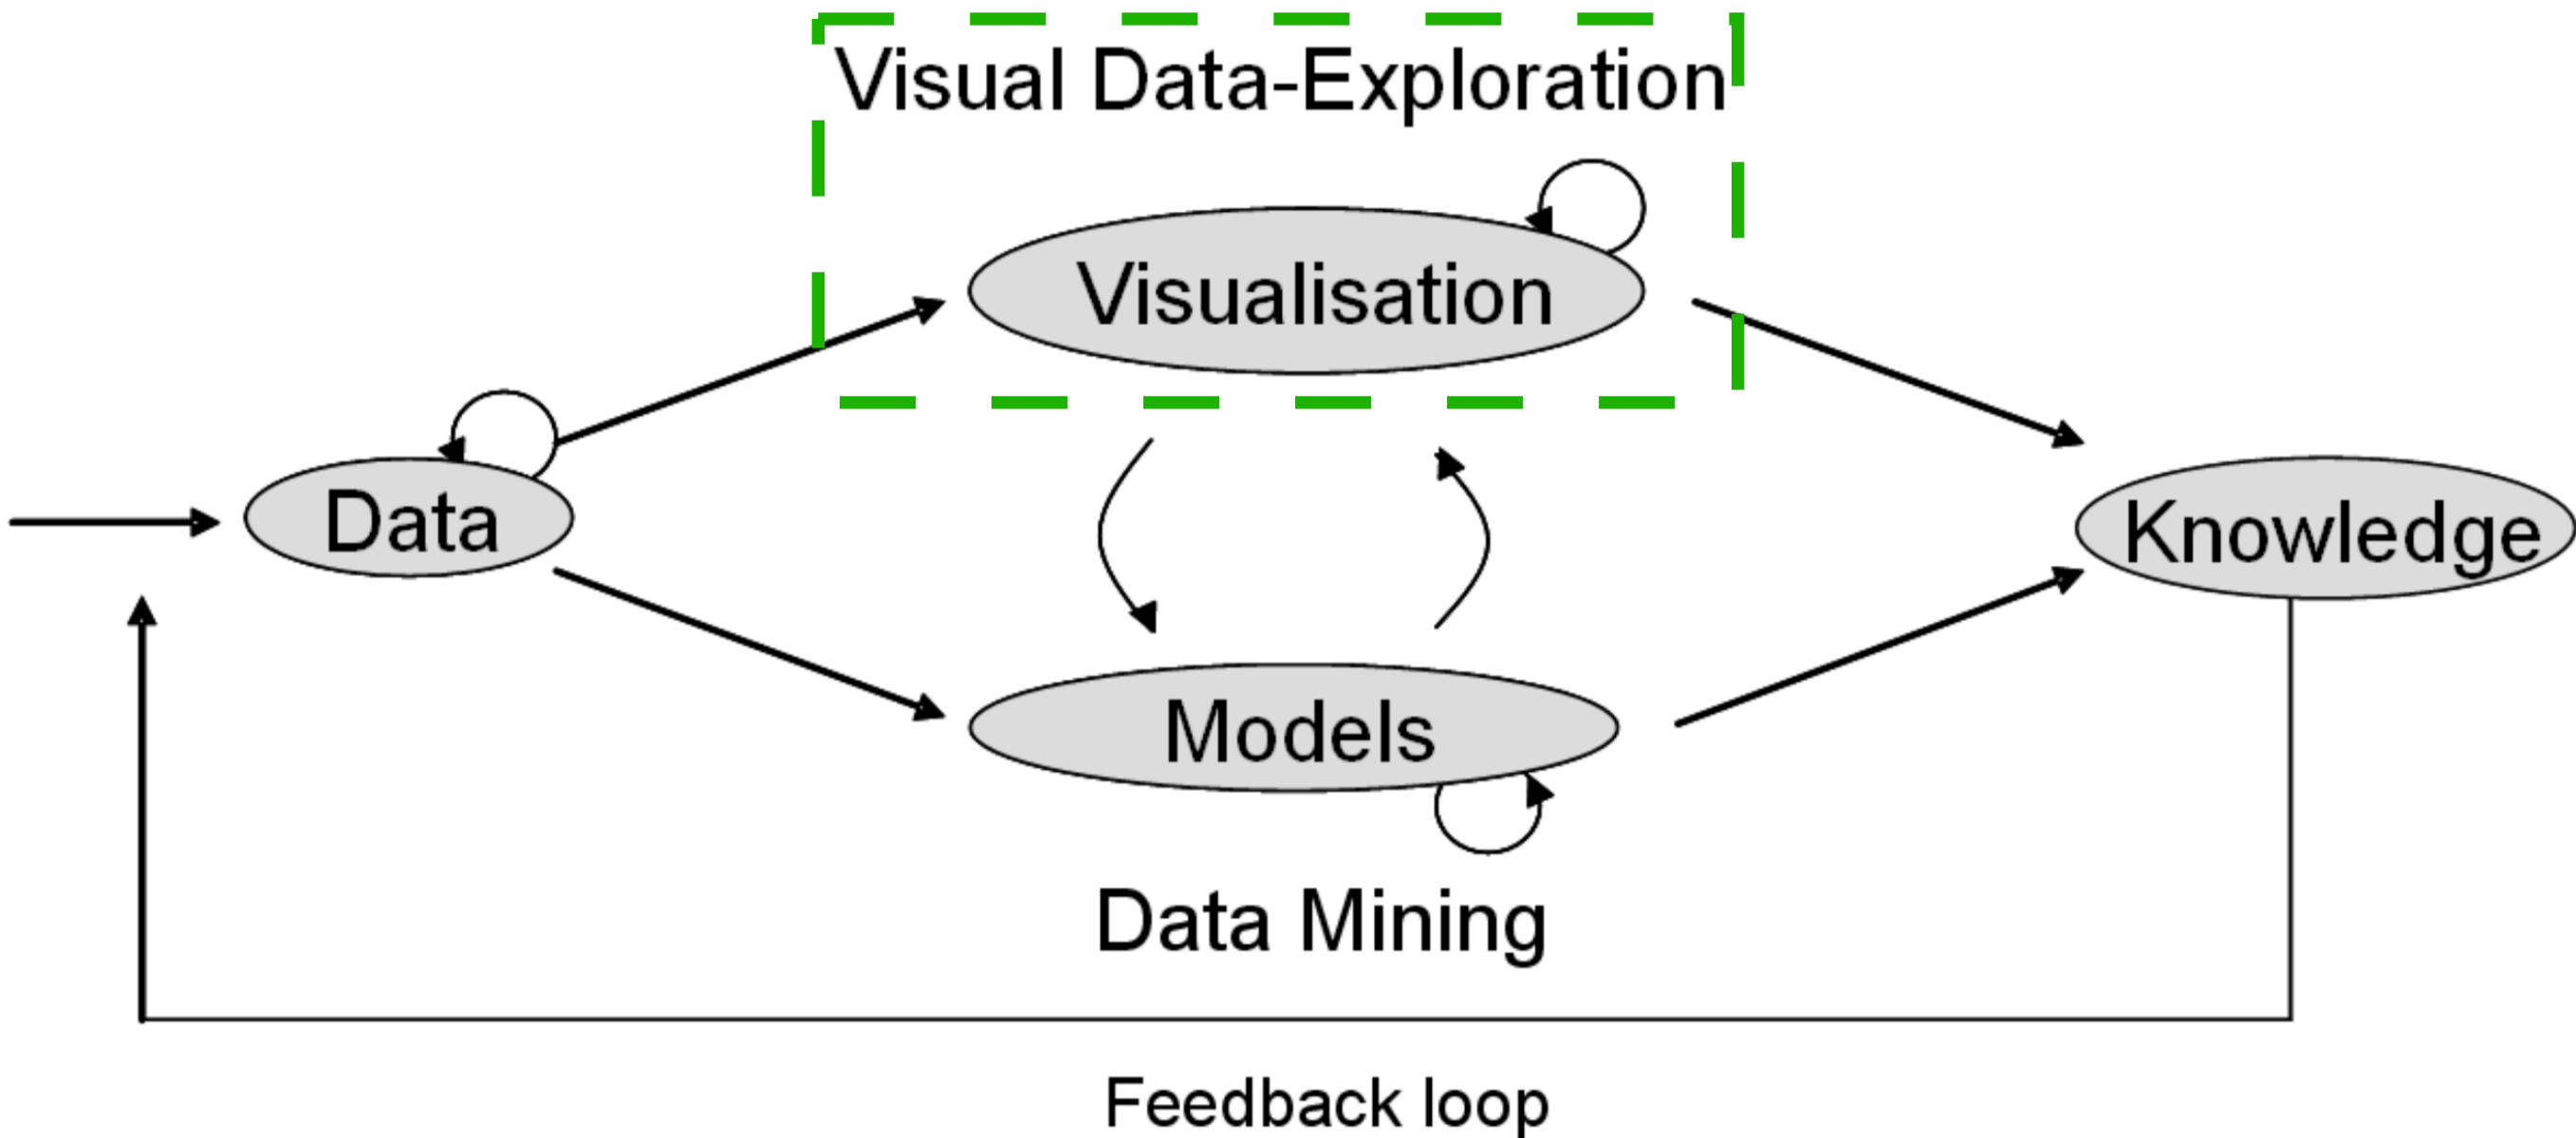 Visual Data-Exploration
Visualisation
Data
Knowledge
Models
Data Mining
Feedback loop